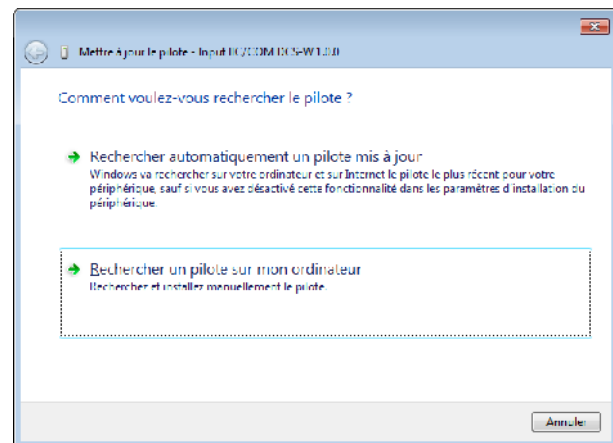 Mettre à jour le pilote - Input IIC/COM DCS-W 1.0.0
Comment voulez-vous rechercher le pilote ?
Rechercher automatiquement un pilote mis à jour
Windows va rechercher sur votre ordinateur et sur Internet le pilote le plus récent pour votre
périphérique, sauf si vous avez désactivé cette fonctionnalité dans les paramètres d'installation du
périphérique.
Rechercher un pilote sur mon ordinateur
Rechercher et installez manuellement le pilote.
Annuler